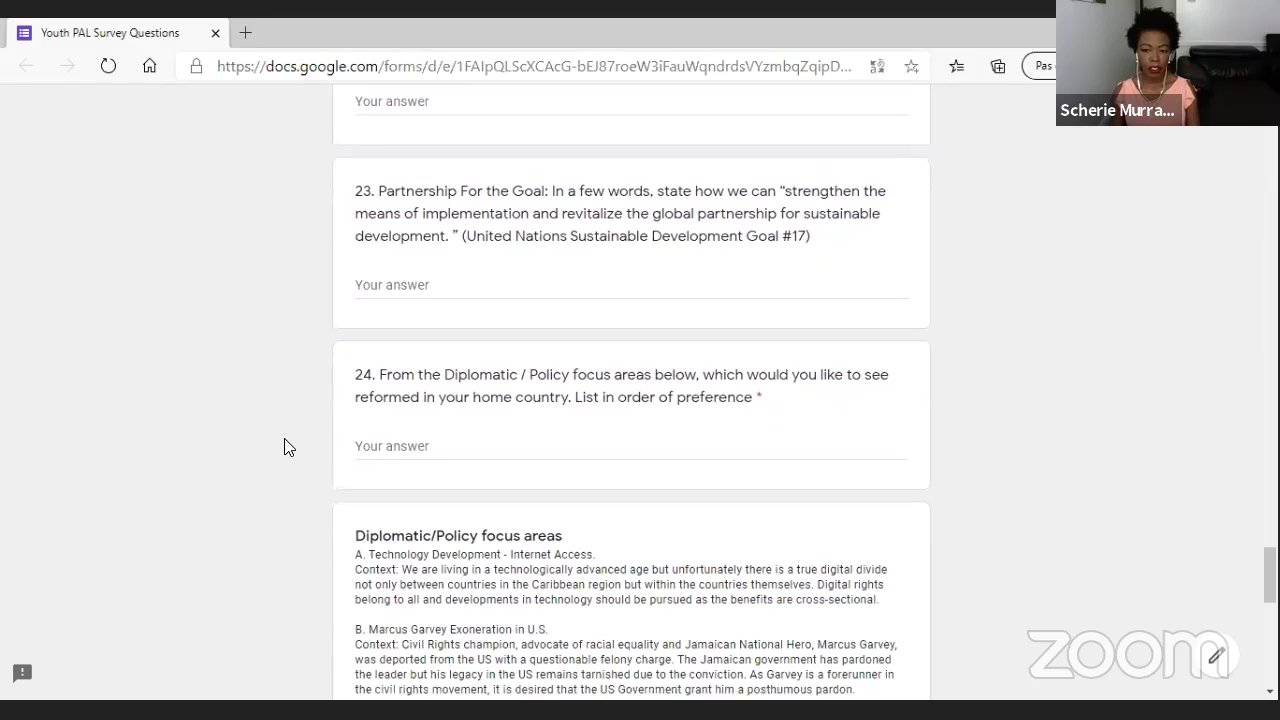 Youth PAL Survey Questions
https://docs.google.com/forms/d/e/1FAIpQLScXCAcG-bEJ87roeW3iFauWqndrdsVYzmbqZqipD...
Pas
Scherie Murra...
Your answer
23. Partnership For the Goal: In a few words, state how we can “strengthen the
means of implementation and revitalize the global partnership for sustainable
development. ” (United Nations Sustainable Development Goal #17)
Your answer
24. From the Diplomatic / Policy focus areas below, which would you like to see
reformed in your home country. List in order of preference *
Your answer
Diplomatic/Policy focus areas
A. Technology Development - Internet Access.
Context: We are living in a technologically advanced age but unfortunately there is a true digital divide
not only between countries in the Caribbean region but within the countries themselves. Digital rights
belong to all and developments in technology should be pursued as the benefits are cross-sectional.
B. Marcus Garvey Exoneration in U.S.
Context: Civil Rights champion, advocate of racial equality and Jamaican National Hero, Marcus Garvey,
was deported from the US with a questionable felony charge. The Jamaican government has pardoned
the leader but his legacy in the US remains tarnished due to the conviction. As Garvey is a forerunner in
the civil rights movement, it is desired that the US Government grant him a posthumous pardon.
zoom